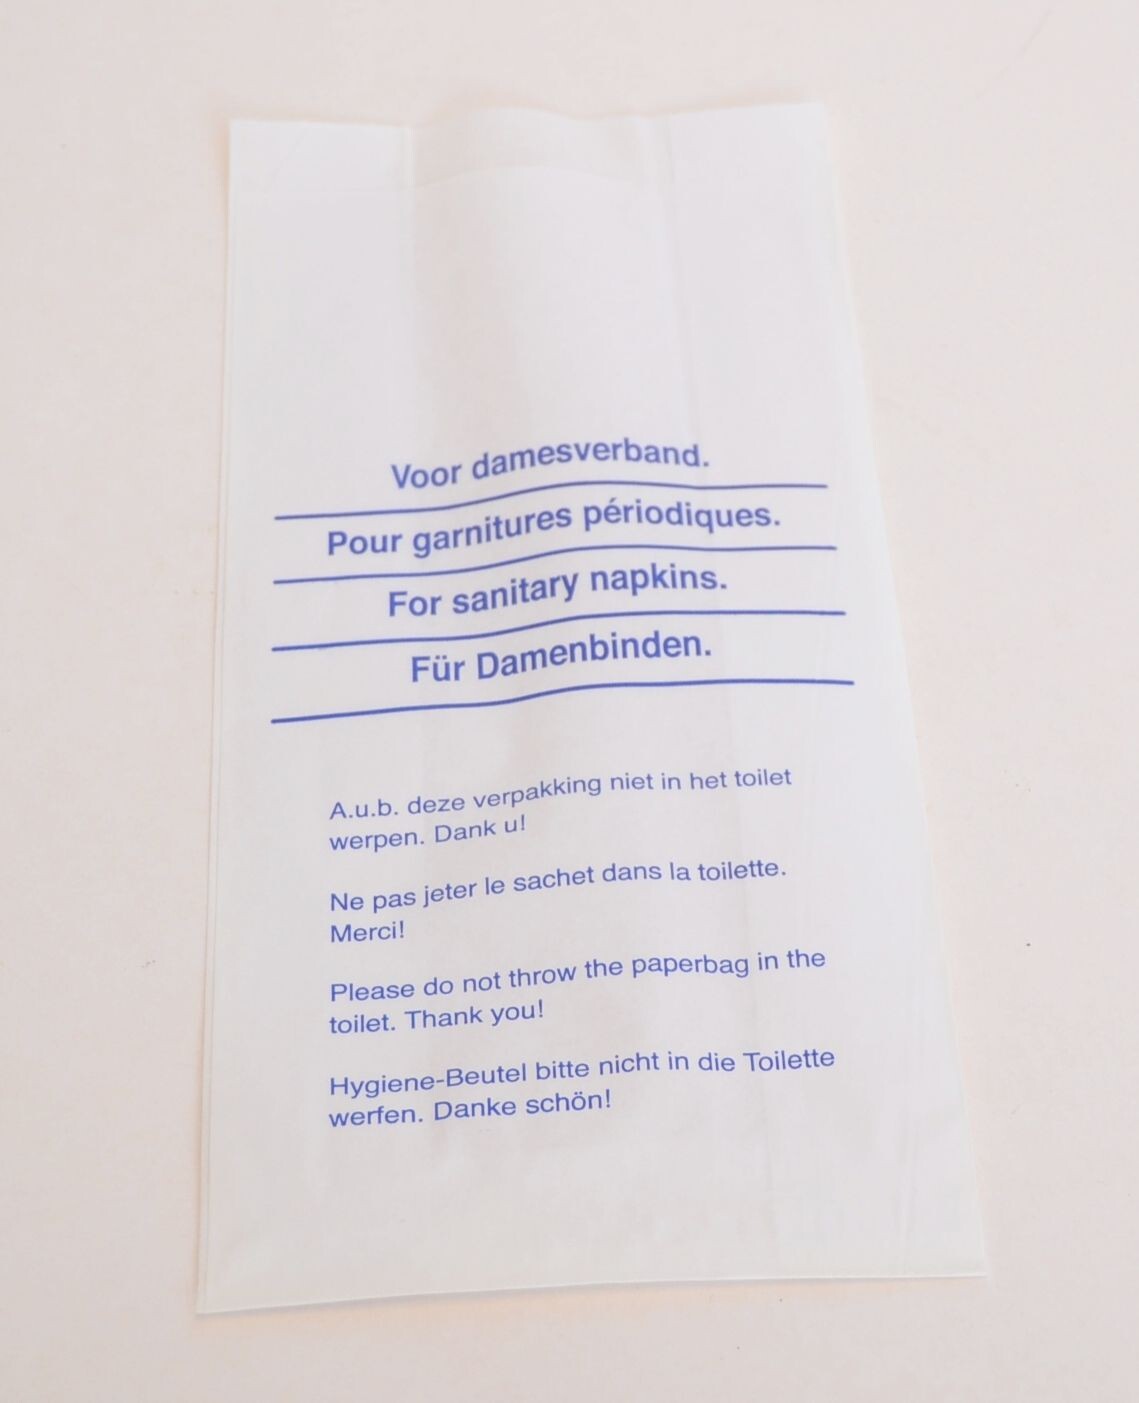 Voor damesverband.
Pour garnitures périodiques.
For sanitary napkins.
Für Damenbinden.
A.u.b. deze verpakking niet in het toilet
werpen. Dank u!
Ne pas jeter le sachet dans la toilette.
Merci!
Please do not throw the paperbag in the
toilet. Thank you!
Hygiene-Beutel bitte nicht in die Toilette
werfen. Danke schön!